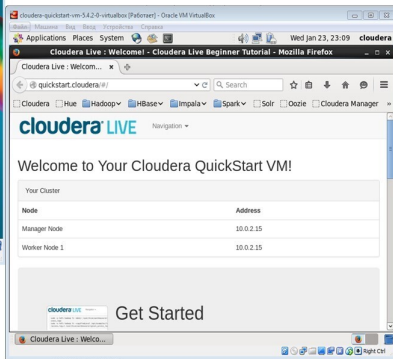 cloudera-quickstart-vm-5.4.2-0-virtualbox [Работает] - Oracle VM VirtualBox
Файл Машина Вид Ввод Устройства Справка
Applications Places System Wed Jan 23, 23:09 cloudera
Cloudera Live : Welcome! - Cloudera Live Beginner Tutorial - Mozilla Firefox
Cloudera Live : Welcom...
quickstart.cloudera/#/ Search
Cloudera Hue Hadoop HBase Impala Spark Solr Oozie Cloudera Manager »
cloudera LIVE Navigation
Welcome to Your Cloudera QuickStart VM!
Your Cluster
Node Address
Manager Node 10.0.2.15
Worker Node 1 10.0.2.15
cloudera LIVE
Get Started
Cloudera Live : Welco...
Right Ctrl